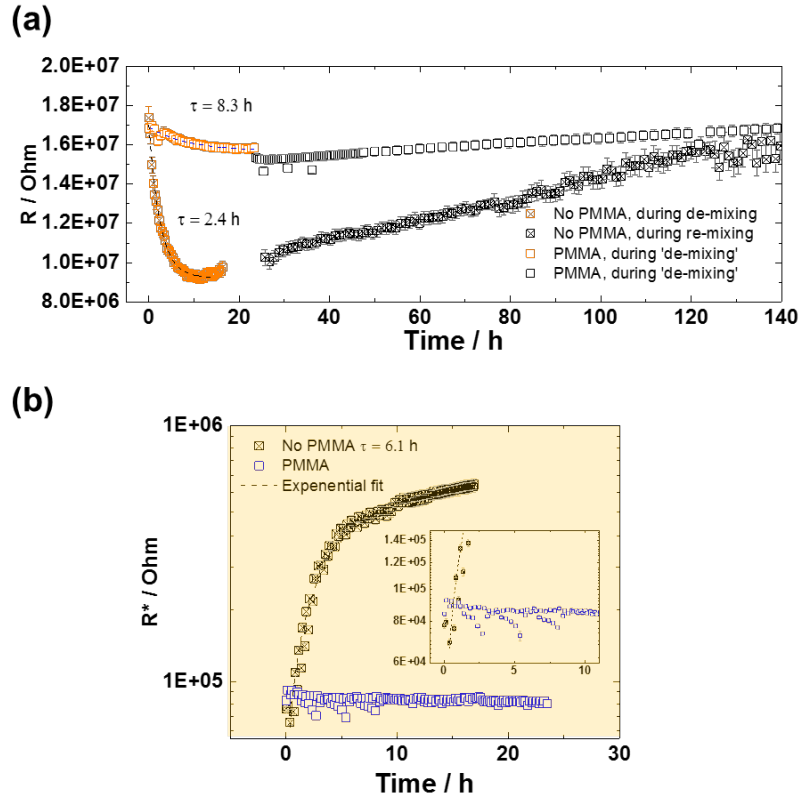 (a)
2.0E+07
1.8E+07
1.6E+07
1.4E+07
1.2E+07
1.0E+07
8.0E+06
R / Ohm
τ = 8.3 h
τ = 2.4 h
No PMMA, during de-mixing
No PMMA, during re-mixing
PMMA, during 'de-mixing'
PMMA, during 'de-mixing'
0 20 40 60 80 100 120 140
Time / h
(b)
1E+06
1E+05
R* / Ohm
No PMMA τ = 6.1 h
PMMA
Expenential fit
1.4E+05
1E+05
8E+04
6E+04
0 5 10
0 10 20 30
Time / h